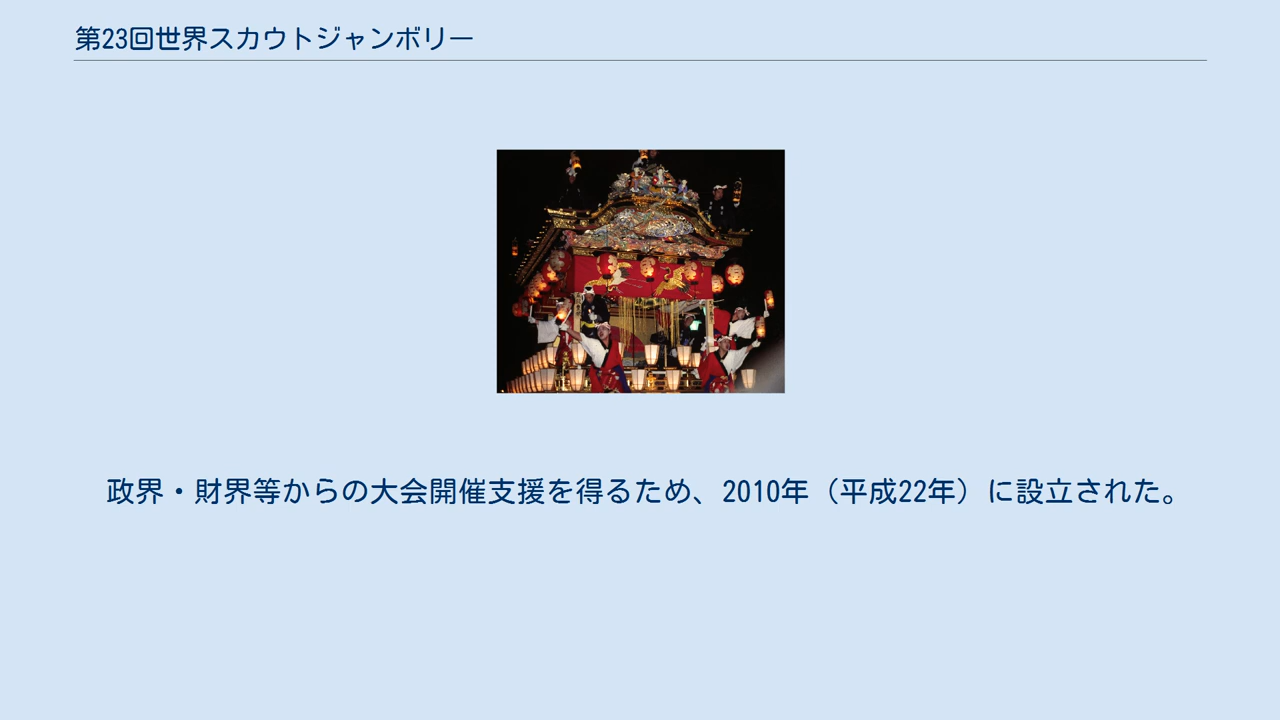 第23回世界スカウトジャンボリー
政界・財界等からの大会開催支援を得るため、2010年（平成22年）に設立された。